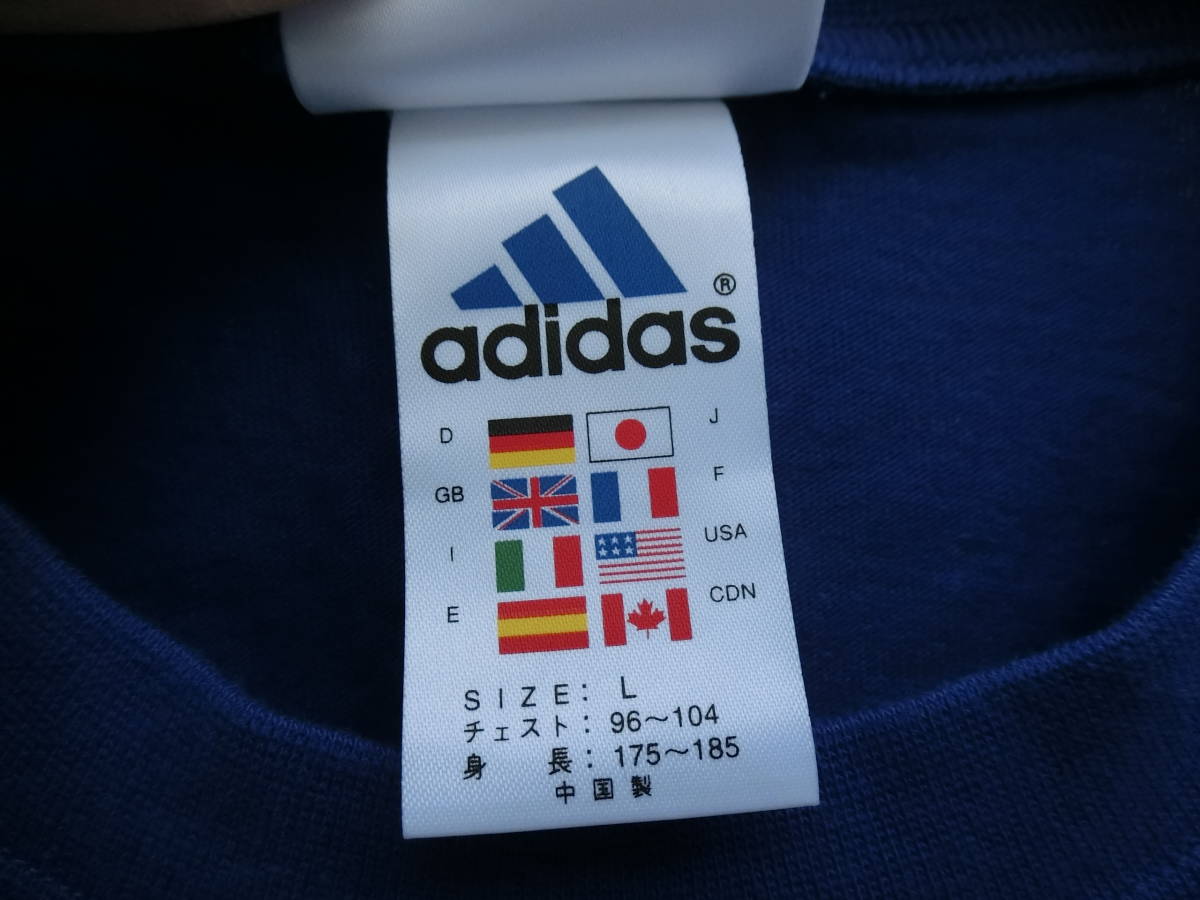 adidas®
D J
GB F
I USA
E CDN
SIZE: L
チェスト: 96~104
身 長: 175~185
中国製